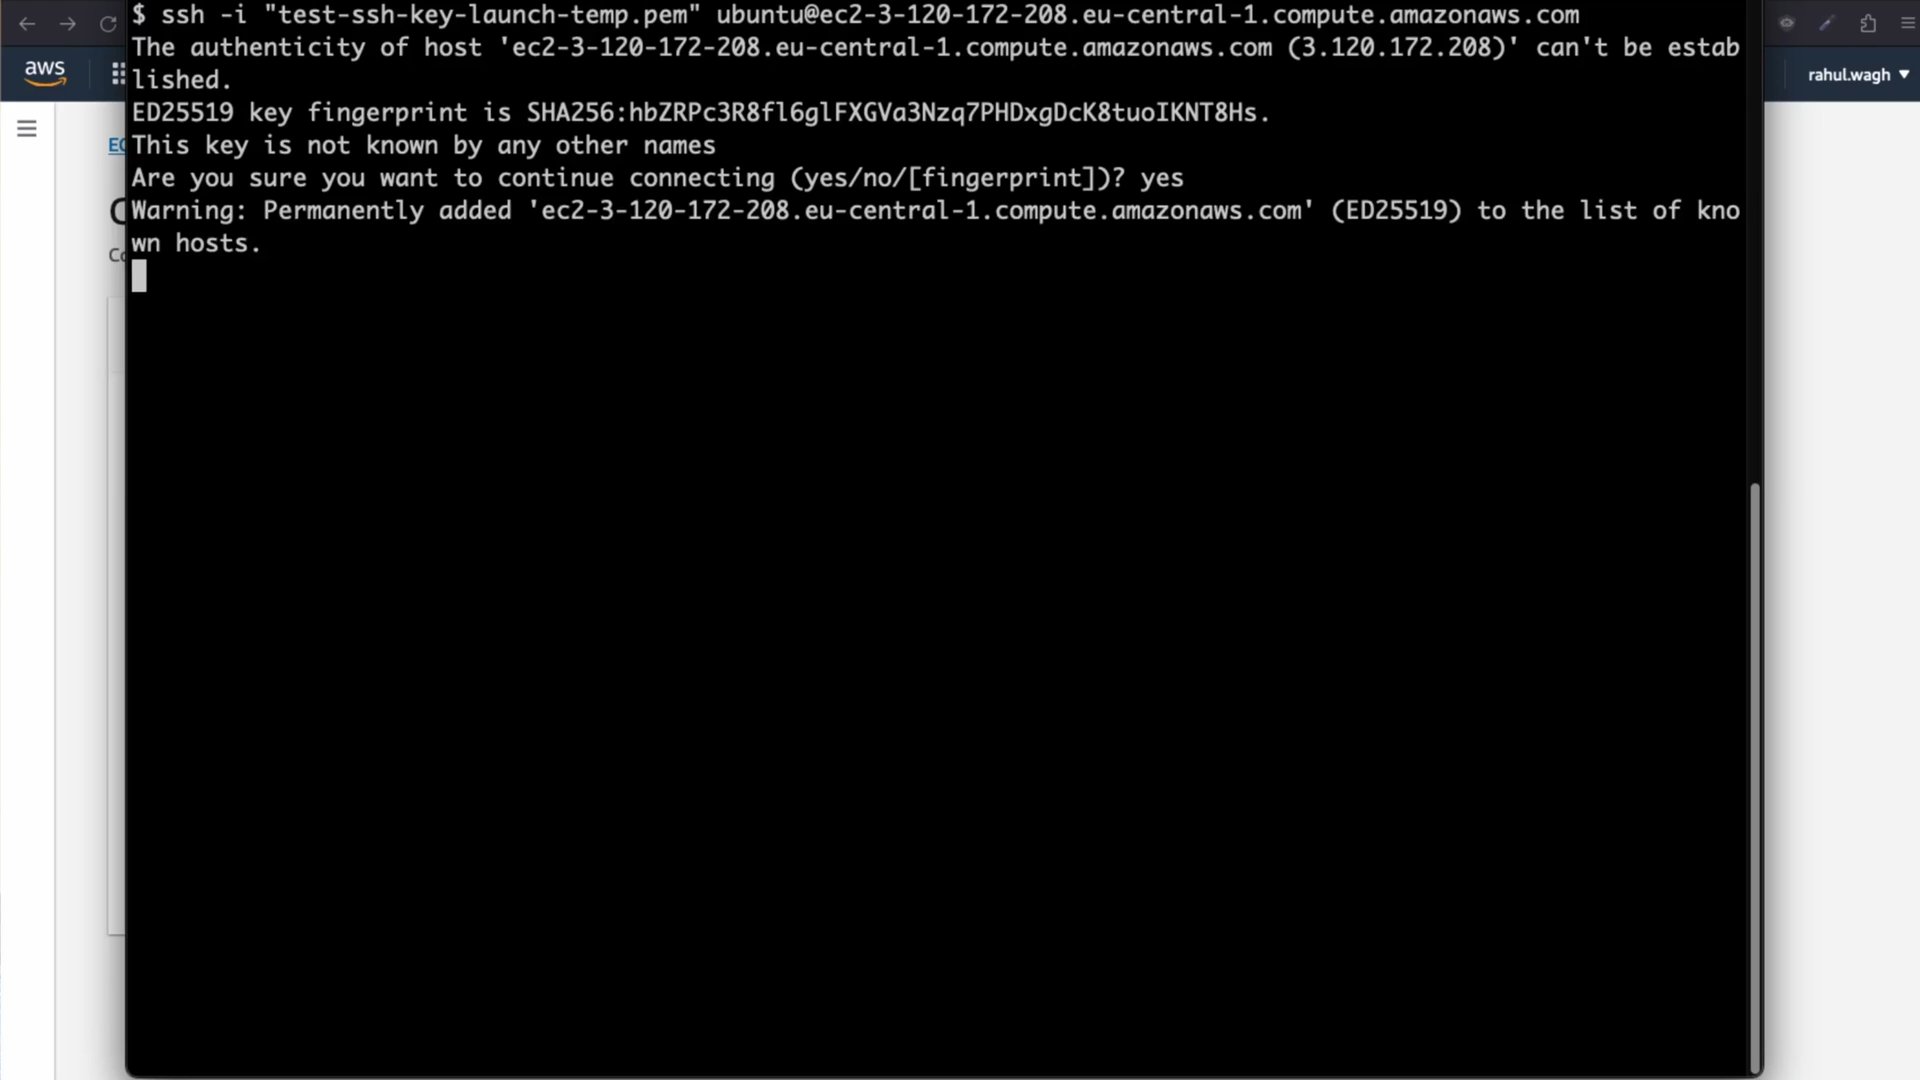 $ ssh -i "test-ssh-key-launch-temp.pem" ubuntu@ec2-3-120-172-208.eu-central-1.compute.amazonaws.com
The authenticity of host 'ec2-3-120-172-208.eu-central-1.compute.amazonaws.com (3.120.172.208)' can't be estab
lished.
ED25519 key fingerprint is SHA256:hbZRPc3R8fl6glFXGVa3Nzq7PHDxgDcK8tuoIKNT8Hs.
This key is not known by any other names
Are you sure you want to continue connecting (yes/no/[fingerprint])? yes
Warning: Permanently added 'ec2-3-120-172-208.eu-central-1.compute.amazonaws.com' (ED25519) to the list of kno
wn hosts.
aws
rahul.wagh